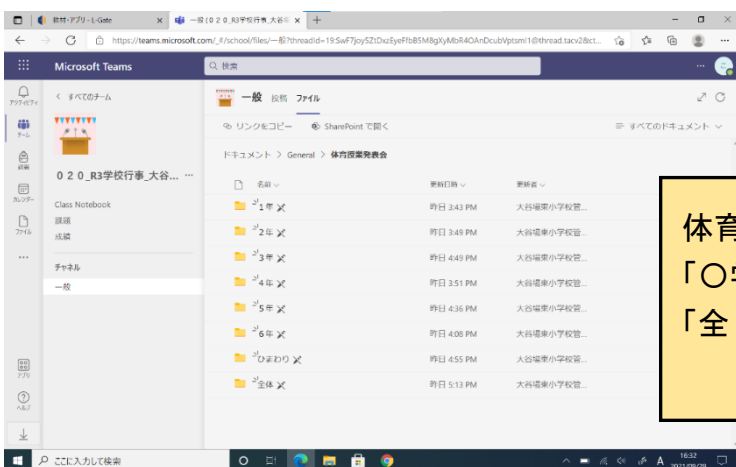 教材·アプリ - L-Gate
一般 (０２０_R3学校行事_大谷
https://teams.microsoft.com/_#/school/files/一般?threadId=19:SwF7joy5ZtDxzEyeFfbB5M8gXyMbR4OAnDcubVptsmI1@thread.tacv2&ct...
Microsoft Teams
検索
アクティビティ
チーム
課題
カレンダー
ファイル
アプリ
ヘルプ
< すべてのチーム
０２０_R3学校行事_大谷... ...
Class Notebook
課題
成績
チャネル
一般
一般 投稿 ファイル
リンクをコピー SharePoint で開く すべてのドキュメント
ドキュメント > General > 体育授業発表会
名前 更新日時 更新者
1年 昨日 3:43 PM 大谷場東小学校管...
2年 昨日 3:49 PM 大谷場東小学校管...
3年 昨日 4:49 PM 大谷場東小学校管...
4年 昨日 3:51 PM 大谷場東小学校管...
5年 昨日 4:36 PM 大谷場東小学校管...
6年 昨日 4:08 PM 大谷場東小学校管...
ひまわり 昨日 4:55 PM 大谷場東小学校管...
全体 昨日 5:13 PM 大谷場東小学校管...
体育
「〇
「全
ここに入力して検索
A 16:32
2021/09/29